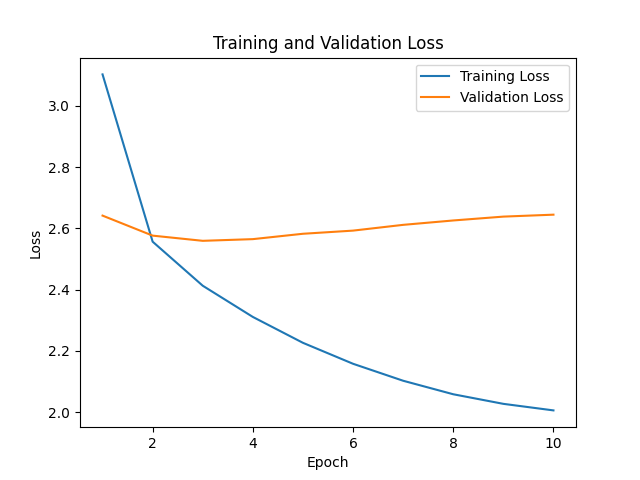 Training and Validation Loss
Training Loss
Validation Loss
3.0
2.8
2.6
2.4
2.2
2.0
Loss
2 4 6 8 10
Epoch